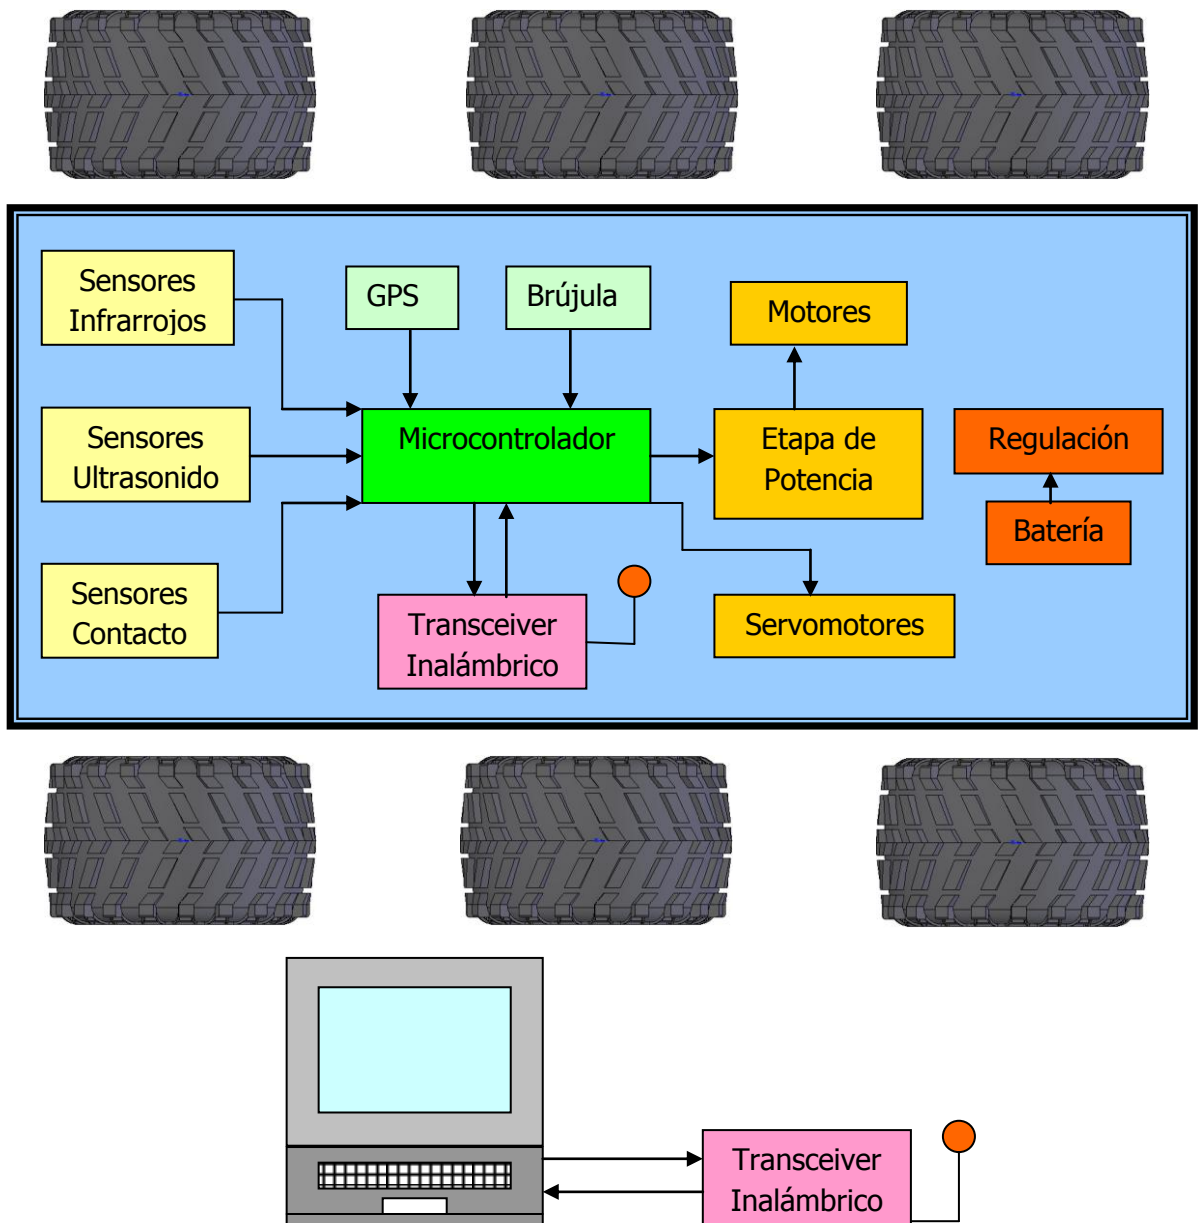 Sensores
Infrarrojos
GPS
Brújula
Motores
Sensores
Ultrasonido
Microcontrolador
Etapa de
Potencia
Regulación
Batería
Sensores
Contacto
Transceiver
Inalámbrico
Servomotores
Transceiver
Inalámbrico